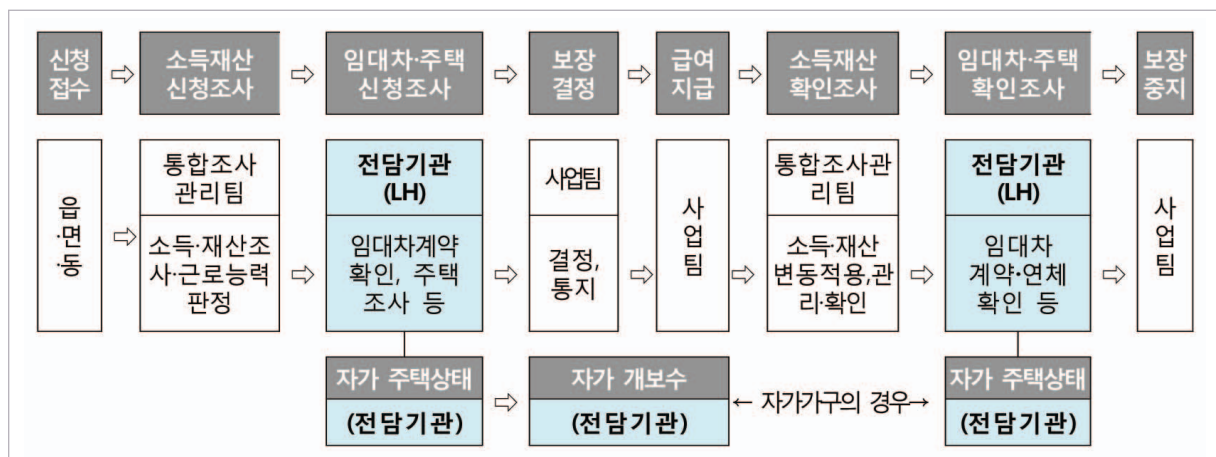 신청
접수
소득재산
신청조사
임대차·주택
신청조사
보장
결정
급여
지급
소득재산
확인조사
임대차·주택
확인조사
보장
중지
읍
·면
·동
통합조사
관리팀
소득·재산조
사·근로능력
판정
전담기관
(LH)
임대차계약
확인, 주택
조사 등
사업팀
결정,
통지
사
업
팀
통합조사관
리팀
소득·재산
변동적용,관
리·확인
전담기관
(LH)
임대차
계약·연체
확인 등
사
업
팀
자가 주택상태
(전담기관)
자가 개보수
(전담기관)
← 자가가구의 경우→
자가 주택상태
(전담기관)